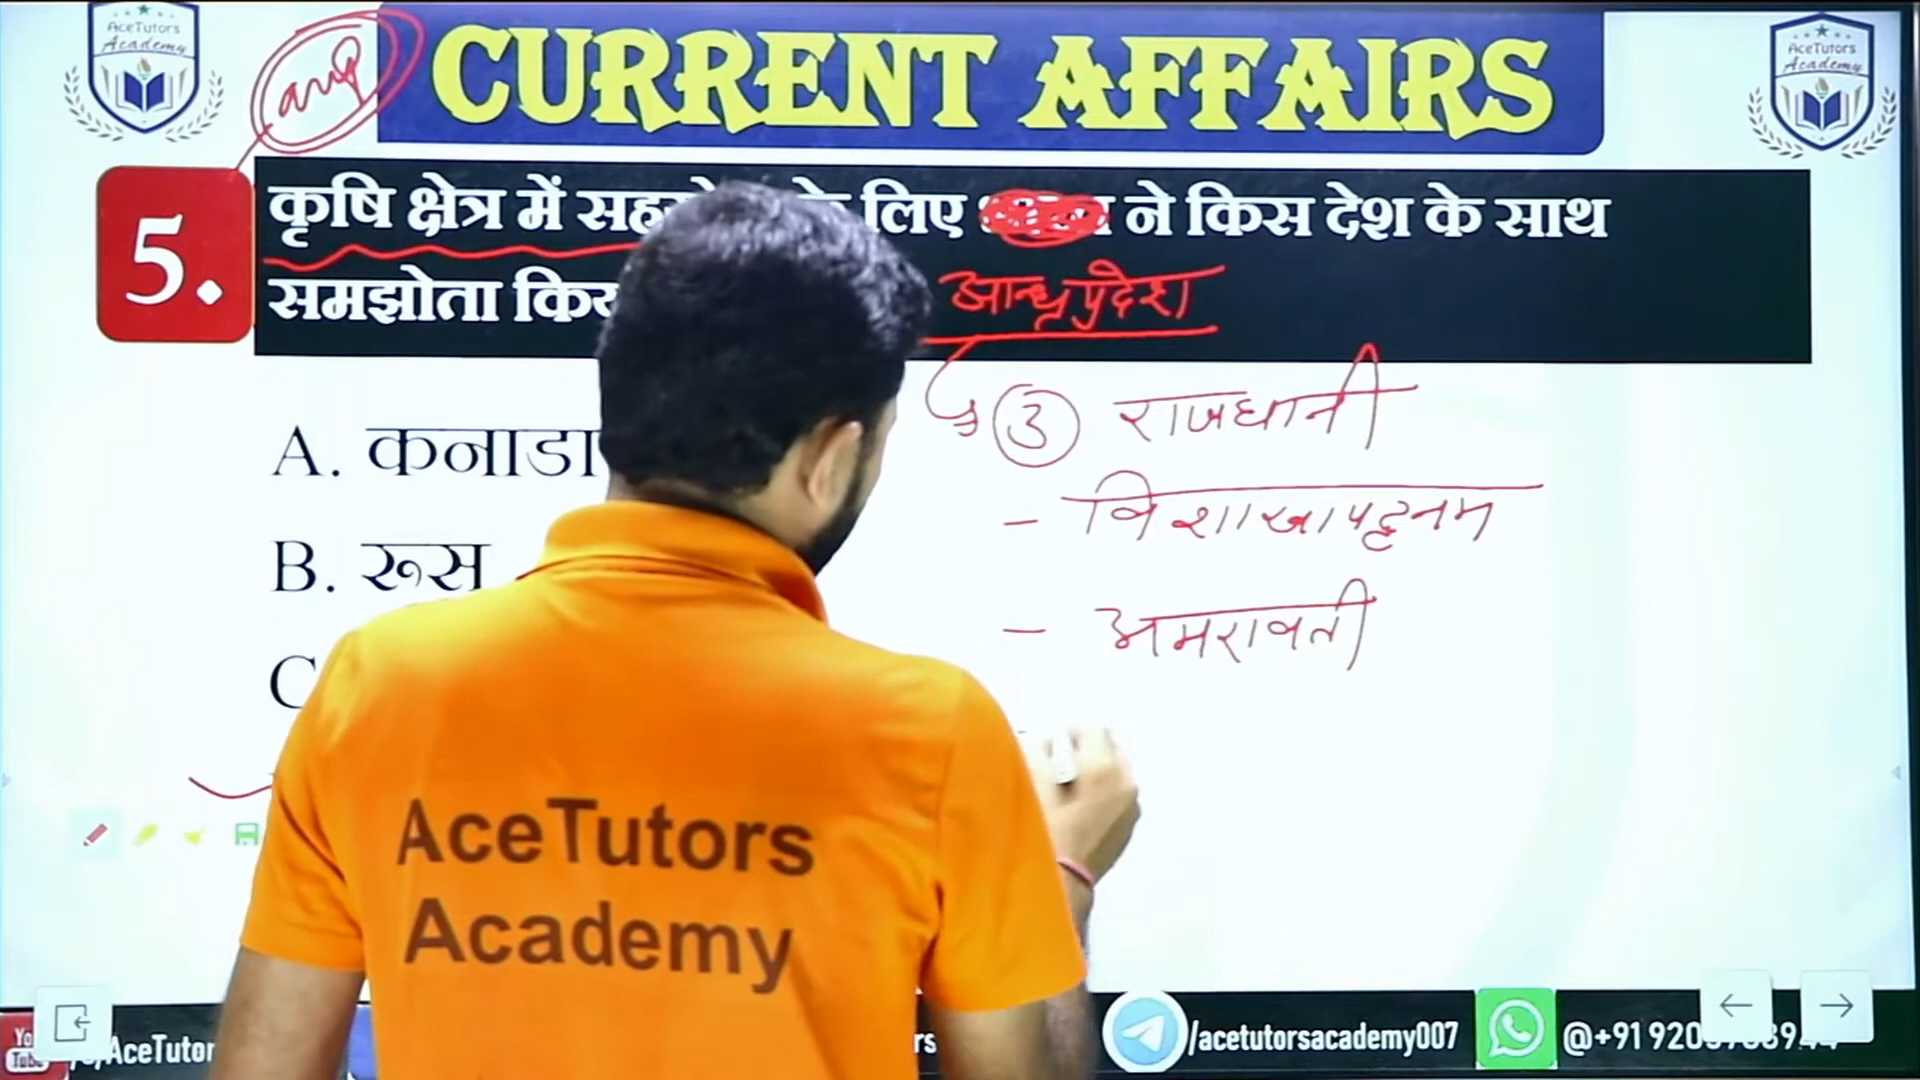 AceTutors
Academy
CURRENT AFFAIRS
AceTutors
Academy
5.
कृषि क्षेत्र में लिए ने किस देश के साथ
समझोता
आन्ध्रप्रदेश
A. कनाडा
3 राजधानी
- विशाखापट्टनम
B. रूस
- अमरावती
C
AceTutors
Academy
/acetutorsacademy007